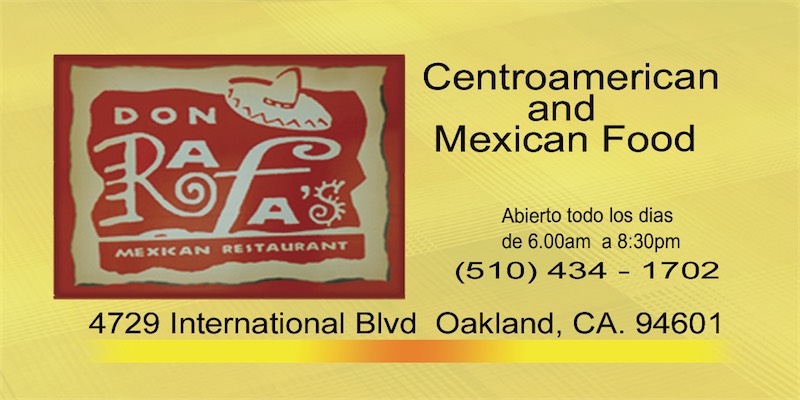 DON
RAFA'S
MEXICAN RESTAURANT
Centroamerican
and
Mexican Food
Abierto todo los dias
de 6.00am a 8:30pm
(510) 434 - 1702
4729 International Blvd Oakland, CA. 94601